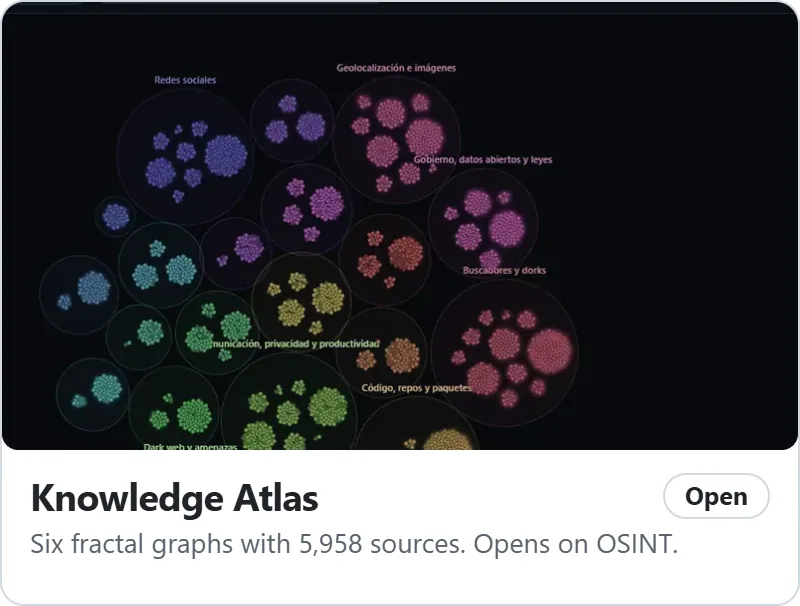 Redes sociales
Geolocalización e imágenes
Gobierno, datos abiertos y leyes
Buscadores y dorks
municación, privacidad y productividad
Código, repos y paquetes
Dark web y amenazas
Knowledge Atlas
Open
Six fractal graphs with 5,958 sources. Opens on OSINT.